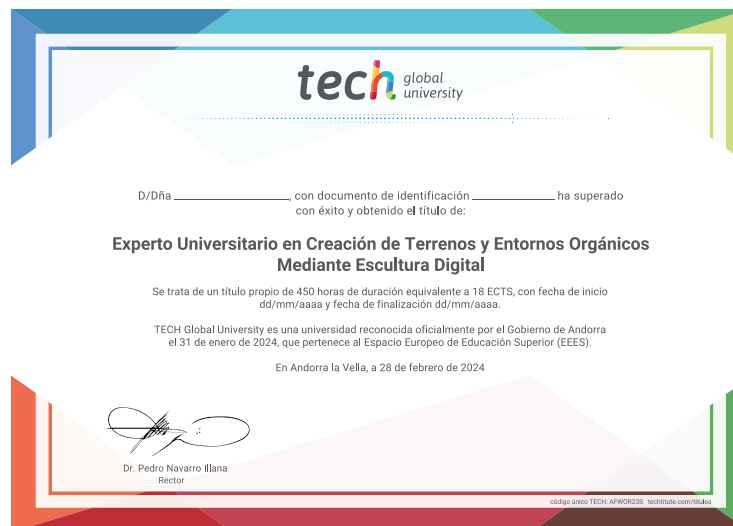 tech global
university
D/Dña ____________, con documento de identificación ____________ ha superado
con éxito y obtenido el título de:
Experto Universitario en Creación de Terrenos y Entornos Orgánicos
Mediante Escultura Digital
Se trata de un título propio de 450 horas de duración equivalente a 18 ECTS, con fecha de inicio
dd/mm/aaaa y fecha de finalización dd/mm/aaaa.
TECH Global University es una universidad reconocida oficialmente por el Gobierno de Andorra
el 31 de enero de 2024, que pertenece al Espacio Europeo de Educación Superior (EEES).
En Andorra la Vella, a 28 de febrero de 2024
Dr. Pedro Navarro Illana
Rector
código único TECH: AFWOR23S techtitute.com/titulos